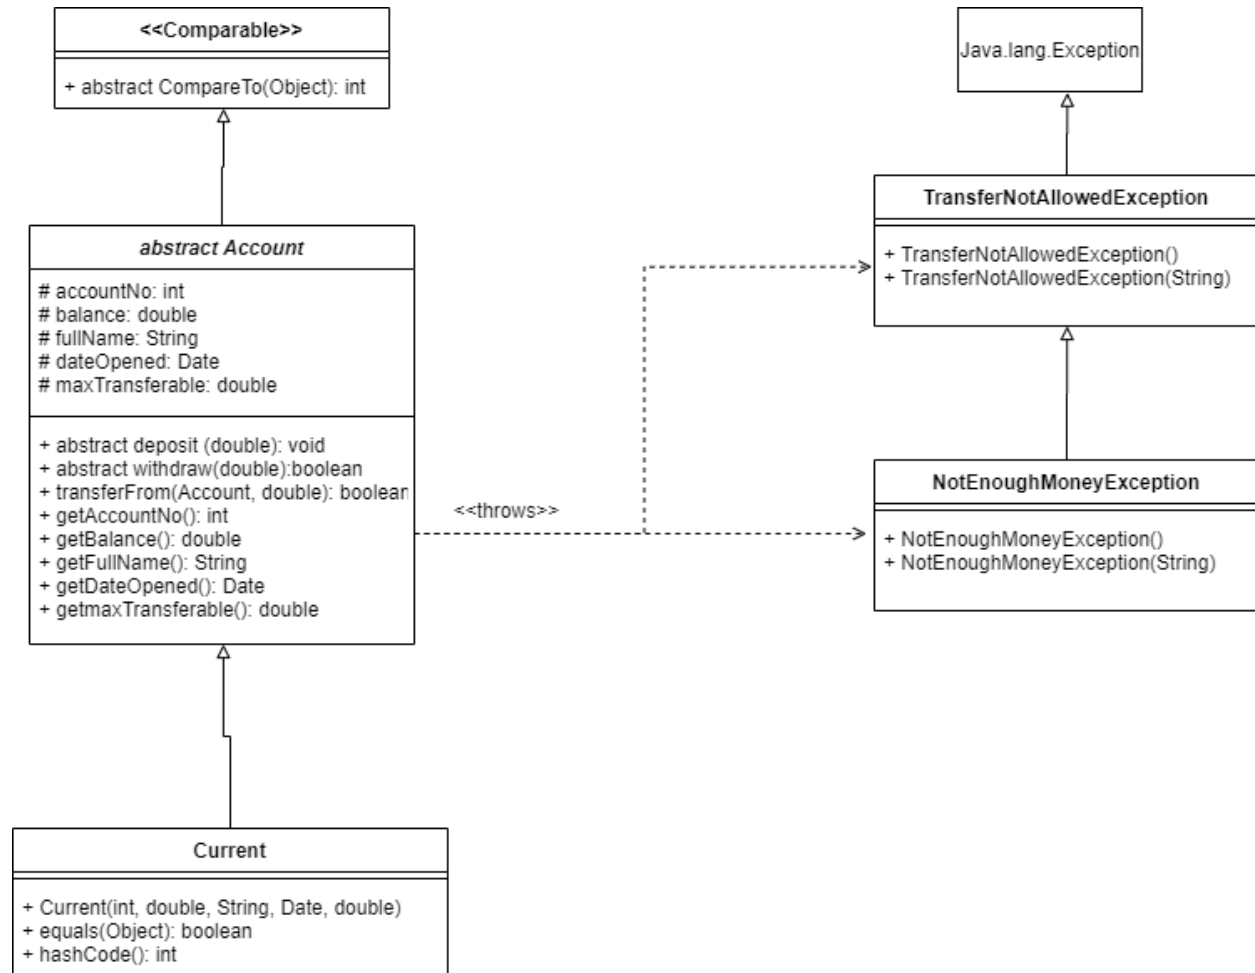 <<Comparable>>
+ abstract CompareTo(Object): int
Java.lang.Exception
TransferNotAllowedException
+ TransferNotAllowedException()
+ TransferNotAllowedException(String)
abstract Account
# accountNo: int
# balance: double
# fullName: String
# dateOpened: Date
# maxTransferable: double
+ abstract deposit (double): void
+ abstract withdraw(double):boolean
+ transferFrom(Account, double): boolean
+ getAccountNo(): int
+ getBalance(): double
+ getFullName(): String
+ getDateOpened(): Date
+ getmaxTransferable(): double
<<throws>>
NotEnoughMoneyException
+ NotEnoughMoneyException()
+ NotEnoughMoneyException(String)
Current
+ Current(int, double, String, Date, double)
+ equals(Object): boolean
+ hashCode(): int